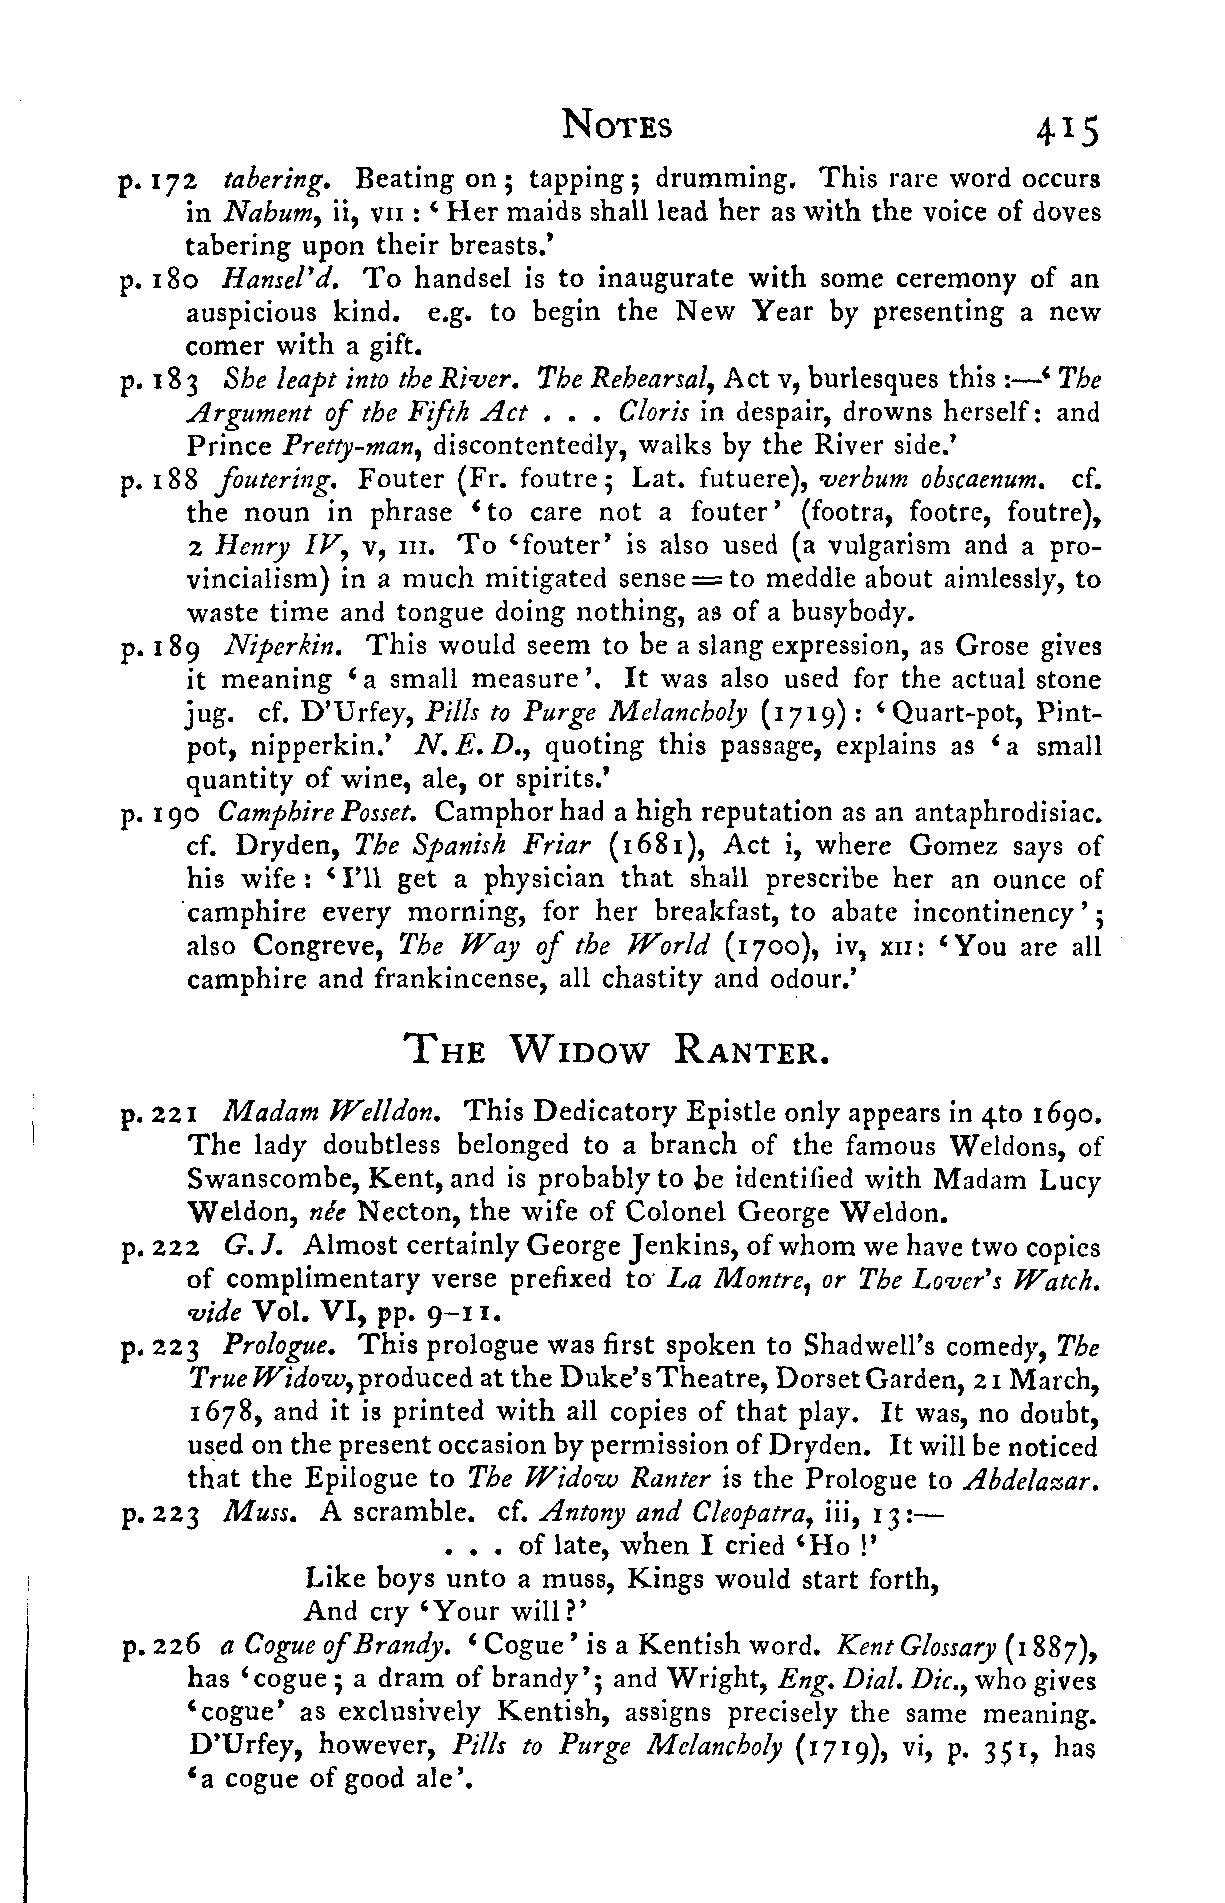 NOTES 415
p. 172 tabering. Beating on; tapping; drumming. This rare word occurs
in Nahum, ii, VII: ‘Her maids shall lead her as with the voice of doves
tabering upon their breasts.’
p. 180 Hansel’d. To handsel is to inaugurate with some ceremony of an
auspicious kind. e.g. to begin the New Year by presenting a new
comer with a gift.
p. 183 She leapt into the River. The Rehearsal, Act v, burlesques this:—‘The
Argument of the Fifth Act . . . Cloris in despair, drowns herself: and
Prince Pretty-man, discontentedly, walks by the River side.’
p. 188 foutering. Fouter (Fr. foutre; Lat. futuere), verbum obscaenum. cf.
the noun in phrase ‘to care not a fouter’ (footra, footre, foutre),
2 Henry IV, v, III. To ‘fouter’ is also used (a vulgarism and a pro-
vincialism) in a much mitigated sense = to meddle about aimlessly, to
waste time and tongue doing nothing, as of a busybody.
p. 189 Niperkin. This would seem to be a slang expression, as Grose gives
it meaning ‘a small measure’. It was also used for the actual stone
jug. cf. D’Urfey, Pills to Purge Melancholy (1719): ‘Quart-pot, Pint-
pot, nipperkin.’ N.E.D., quoting this passage, explains as ‘a small
quantity of wine, ale, or spirits.’
p. 190 Camphire Posset. Camphor had a high reputation as an antaphrodisiac.
cf. Dryden, The Spanish Friar (1681), Act i, where Gomez says of
his wife: ‘I’ll get a physician that shall prescribe her an ounce of
camphire every morning, for her breakfast, to abate incontinency’;
also Congreve, The Way of the World (1700), iv, XII: ‘You are all
camphire and frankincense, all chastity and odour.’
THE WIDOW RANTER.
p. 221 Madam Welldon. This Dedicatory Epistle only appears in 4to 1690.
The lady doubtless belonged to a branch of the famous Weldons, of
Swanscombe, Kent, and is probably to be identified with Madam Lucy
Weldon, née Necton, the wife of Colonel George Weldon.
p. 222 G. J. Almost certainly George Jenkins, of whom we have two copies
of complimentary verse prefixed to La Montre, or The Lover’s Watch.
vide Vol. VI, pp. 9–11.
p. 223 Prologue. This prologue was first spoken to Shadwell’s comedy, The
True Widow, produced at the Duke’s Theatre, Dorset Garden, 21 March,
1678, and it is printed with all copies of that play. It was, no doubt,
used on the present occasion by permission of Dryden. It will be noticed
that the Epilogue to The Widow Ranter is the Prologue to Abdelazar.
p. 223 Muss. A scramble. cf. Antony and Cleopatra, iii, 13:—
. . . of late, when I cried ‘Ho !’
Like boys unto a muss, Kings would start forth,
And cry ‘Your will?’
p. 226 a Cogue of Brandy. ‘Cogue’ is a Kentish word. Kent Glossary (1887),
has ‘cogue; a dram of brandy’; and Wright, Eng. Dial. Dic., who gives
‘cogue’ as exclusively Kentish, assigns precisely the same meaning.
D’Urfey, however, Pills to Purge Melancholy (1719), vi, p. 351, has
‘a cogue of good ale’.